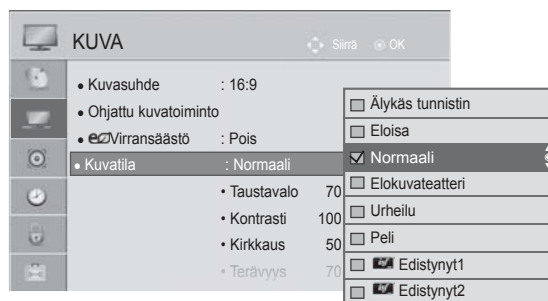 KUVA
Siirrä OK
• Kuvasuhde : 16:9
• Ohjattu kuvatoiminto
• Virransäästö : Pois
• Kuvatila : Normaali
• Taustavalo 70
• Kontrasti 100
• Kirkkaus 50
• Terävyys 70
Älykäs tunnistin
Eloisa
Normaali
Elokuvateatteri
Urheilu
Peli
Edistynyt1
Edistynyt2